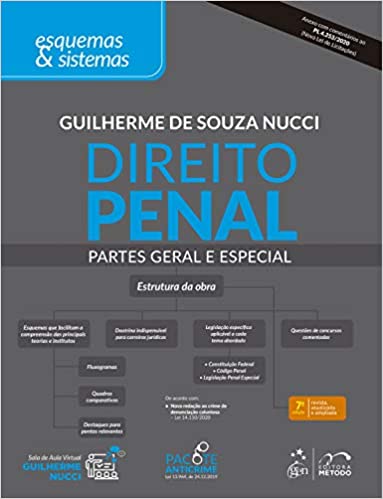 esquemas
& sistemas
Anexo com comentários ao
PL 4.253/2020
(Nova Lei de Licitações)
GUILHERME DE SOUZA NUCCI
DIREITO
PENAL
PARTES GERAL E ESPECIAL
Estrutura da obra
Esquemas que facilitam a
compreensão das principais
teorias e institutos
Doutrina indispensável
para carreiras jurídicas
Legislação específica
aplicável a cada
tema abordado
Questões de concursos
comentadas
Fluxogramas
Quadros
comparativos
Destaques para
pontos relevantes
• Constituição Federal
• Código Penal
• Legislação Penal Especial
De acordo com:
• Nova redação ao crime de
denunciação caluniosa
– Lei 14.110/2020
7ª
edição
revista,
atualizada
e ampliada
Sala de Aula Virtual
GUILHERME
NUCCI
PACOTE
ANTICRIME
Lei 13.964, de 24.12.2019
gen
EDITORA
MÉTODO